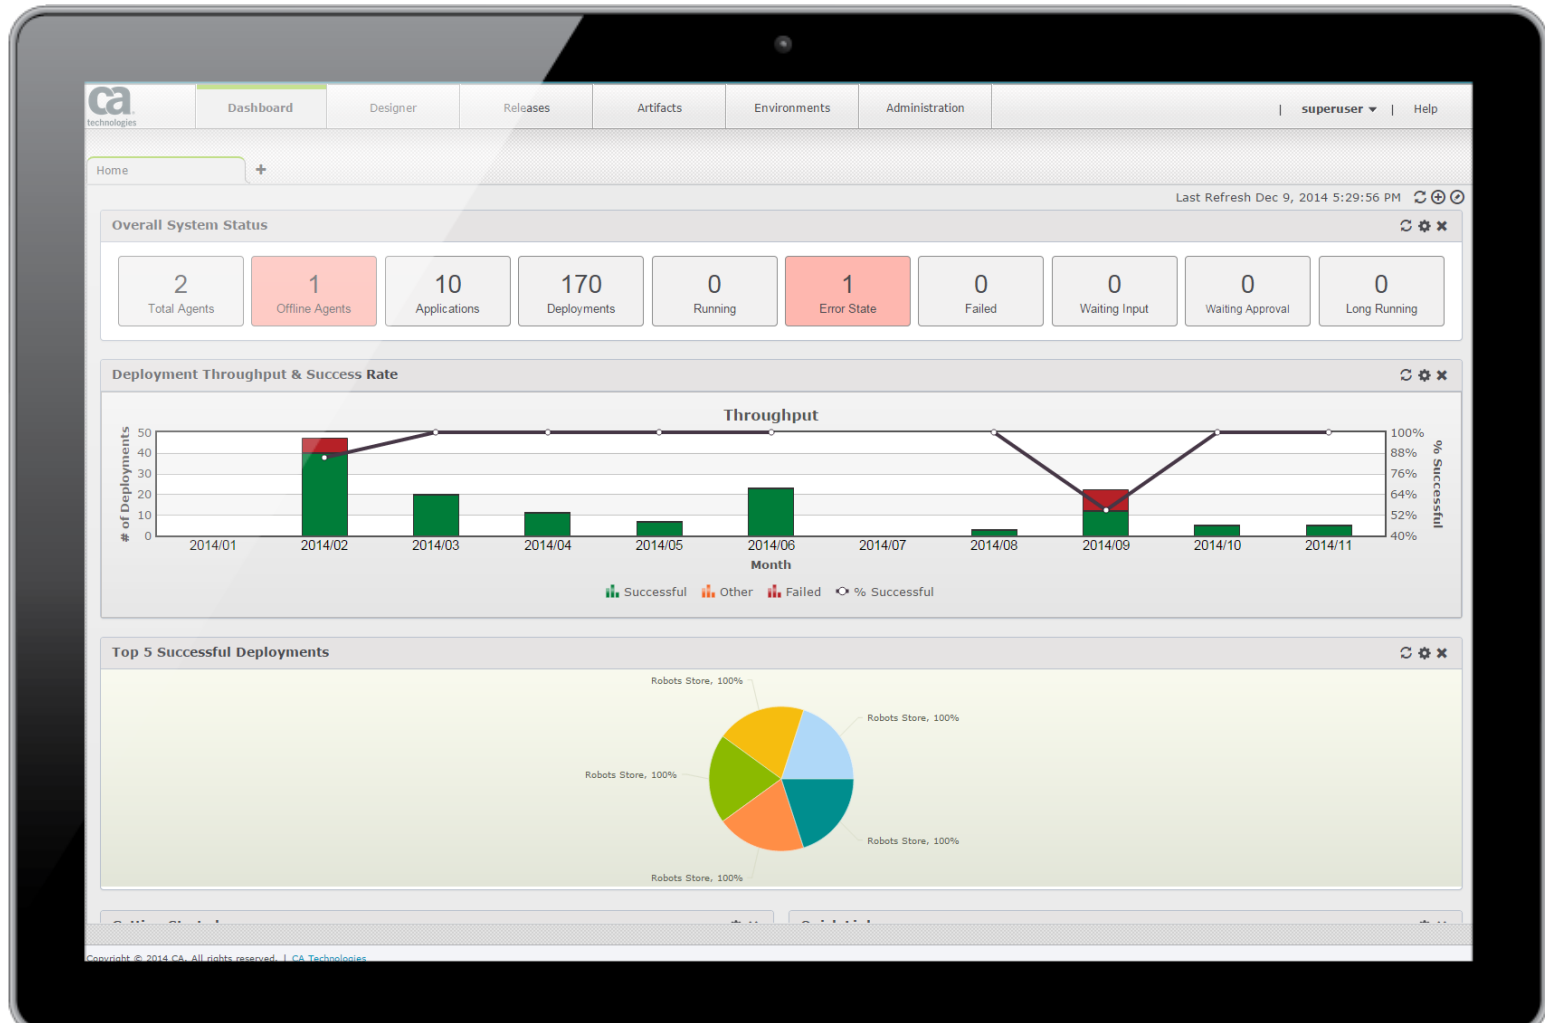 ca
technologies
Dashboard
Designer
Releases
Artifacts
Environments
Administration
| superuser | Help
Home
Last Refresh Dec 9, 2014 5:29:56 PM
Overall System Status
2
Total Agents
1
Offline Agents
10
Applications
170
Deployments
0
Running
1
Error State
0
Failed
0
Waiting Input
0
Waiting Approval
0
Long Running
Deployment Throughput & Success Rate
Throughput
# of Deployments
50
40
30
20
10
0
100%
88%
76%
64%
52%
40%
% Successful
2014/01 2014/02 2014/03 2014/04 2014/05 2014/06 2014/07 2014/08 2014/09 2014/10 2014/11
Month
Successful Other Failed % Successful
Top 5 Successful Deployments
Robots Store, 100%
Robots Store, 100%
Robots Store, 100%
Robots Store, 100%
Robots Store, 100%
Copyright © 2014 CA. All rights reserved. | CA Technologies